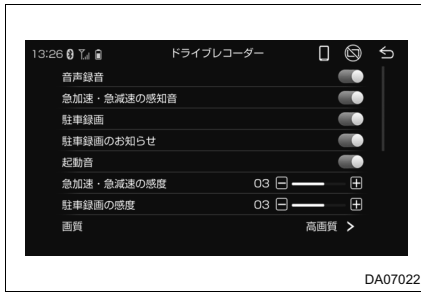 13:26 ドライブレコーダー
音声録音
急加速・急減速の感知音
駐車録画
駐車録画のお知らせ
起動音
急加速・急減速の感度 03
駐車録画の感度 03
画質 高画質
DA07022